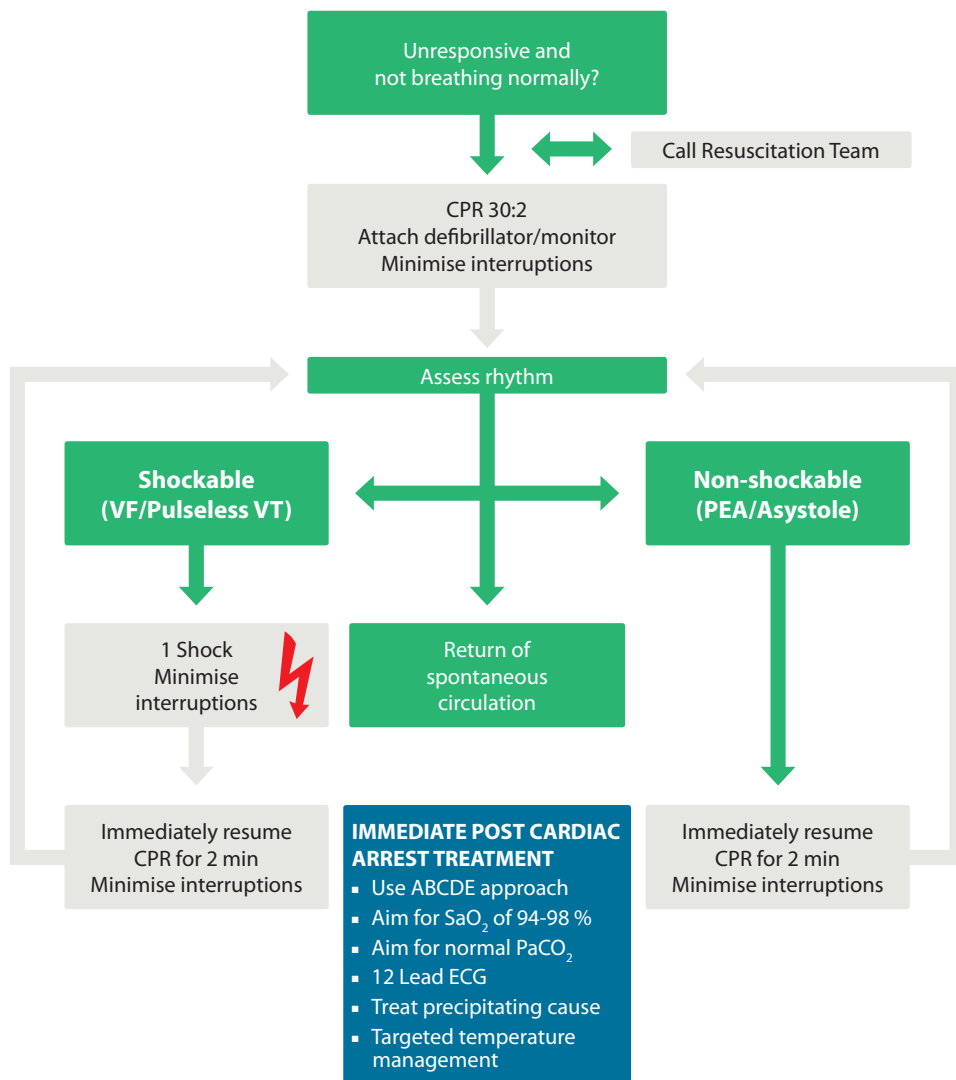 Unresponsive and
not breathing normally?
Call Resuscitation Team
CPR 30:2
Attach defibrillator/monitor
Minimise interruptions
Assess rhythm
Shockable
(VF/Pulseless VT)
Non-shockable
(PEA/Asystole)
1 Shock
Minimise
interruptions
Return of
spontaneous
circulation
Immediately resume
CPR for 2 min
Minimise interruptions
IMMEDIATE POST CARDIAC
ARREST TREATMENT
▪ Use ABCDE approach
▪ Aim for SaO₂ of 94-98 %
▪ Aim for normal PaCO₂
▪ 12 Lead ECG
▪ Treat precipitating cause
▪ Targeted temperature
management
Immediately resume
CPR for 2 min
Minimise interruptions